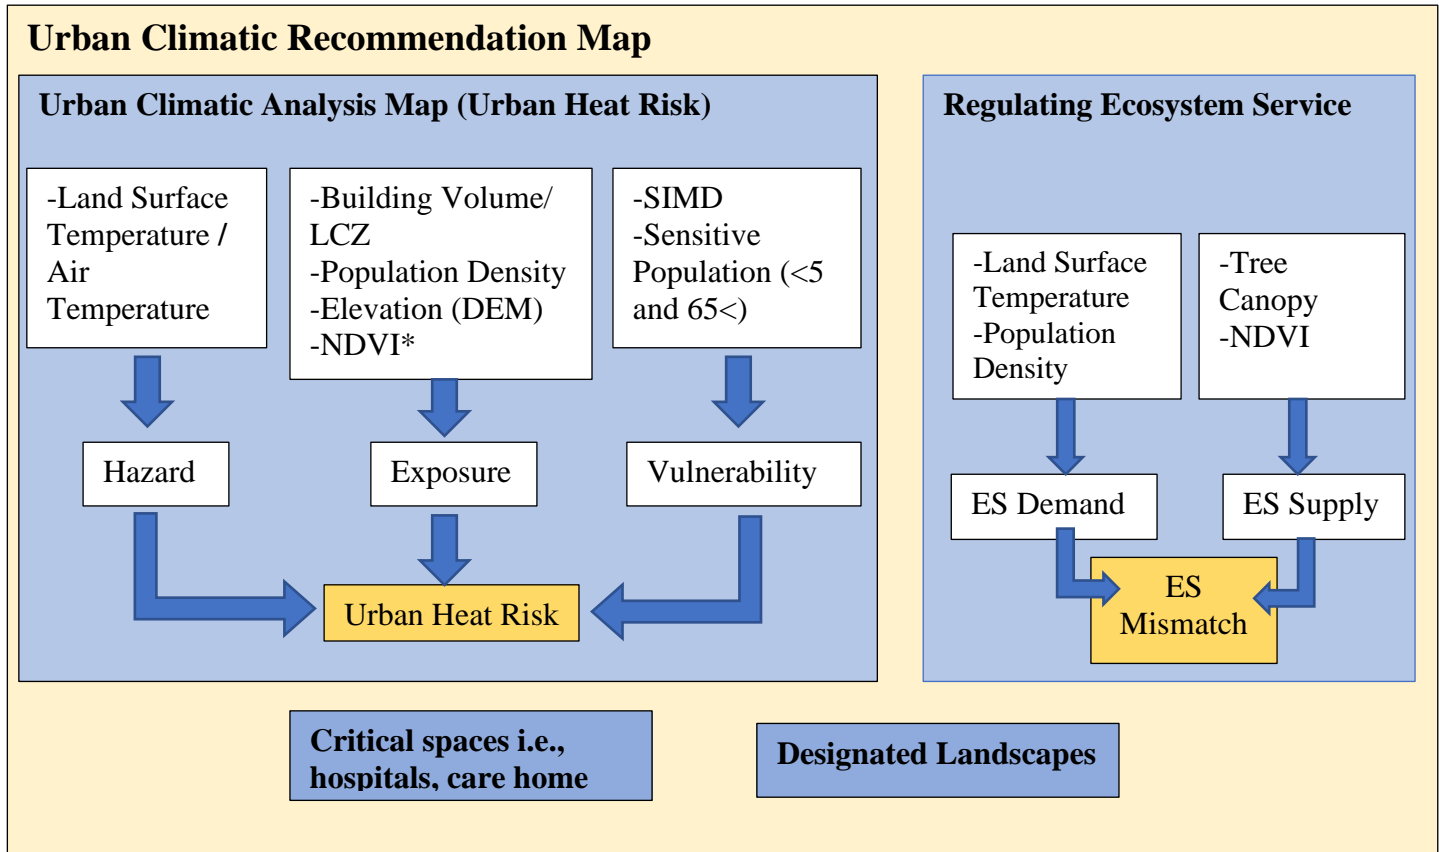 Urban Climatic Recommendation Map
Urban Climatic Analysis Map (Urban Heat Risk)
-Land Surface
Temperature /
Air
Temperature
-Building Volume/
LCZ
-Population Density
-Elevation (DEM)
-NDVI*
-SIMD
-Sensitive
Population (<5
and 65<)
Hazard
Exposure
Vulnerability
Urban Heat Risk
Regulating Ecosystem Service
-Land Surface
Temperature
-Population
Density
-Tree
Canopy
-NDVI
ES Demand
ES Supply
ES
Mismatch
Critical spaces i.e.,
hospitals, care home
Designated Landscapes